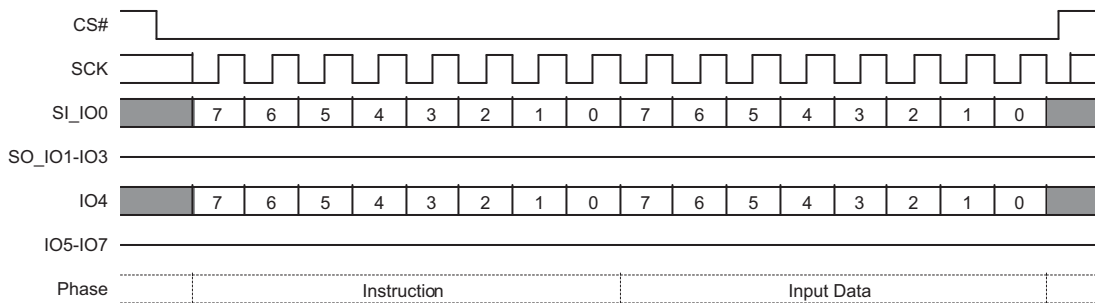 CS#
SCK
SI_IO0 7 6 5 4 3 2 1 0 7 6 5 4 3 2 1 0
SO_IO1-IO3
IO4 7 6 5 4 3 2 1 0 7 6 5 4 3 2 1 0
IO5-IO7
Phase Instruction Input Data